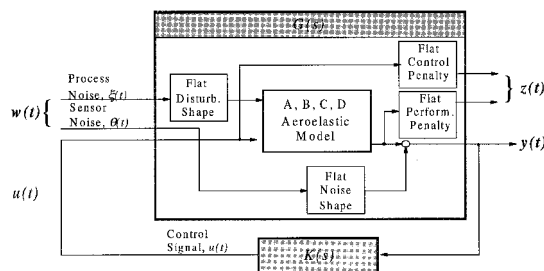 G(s)
Process
Noise, ξ(t)
Sensor
Noise, θ(t)
w(t) {
Flat
Disturb.
Shape
A, B, C, D
Aeroelastic
Model
Flat
Control
Penalty
Flat
Perform.
Penalty
} z(t)
y(t)
Flat
Noise
Shape
u(t)
Control
Signal, u(t)
K(s)